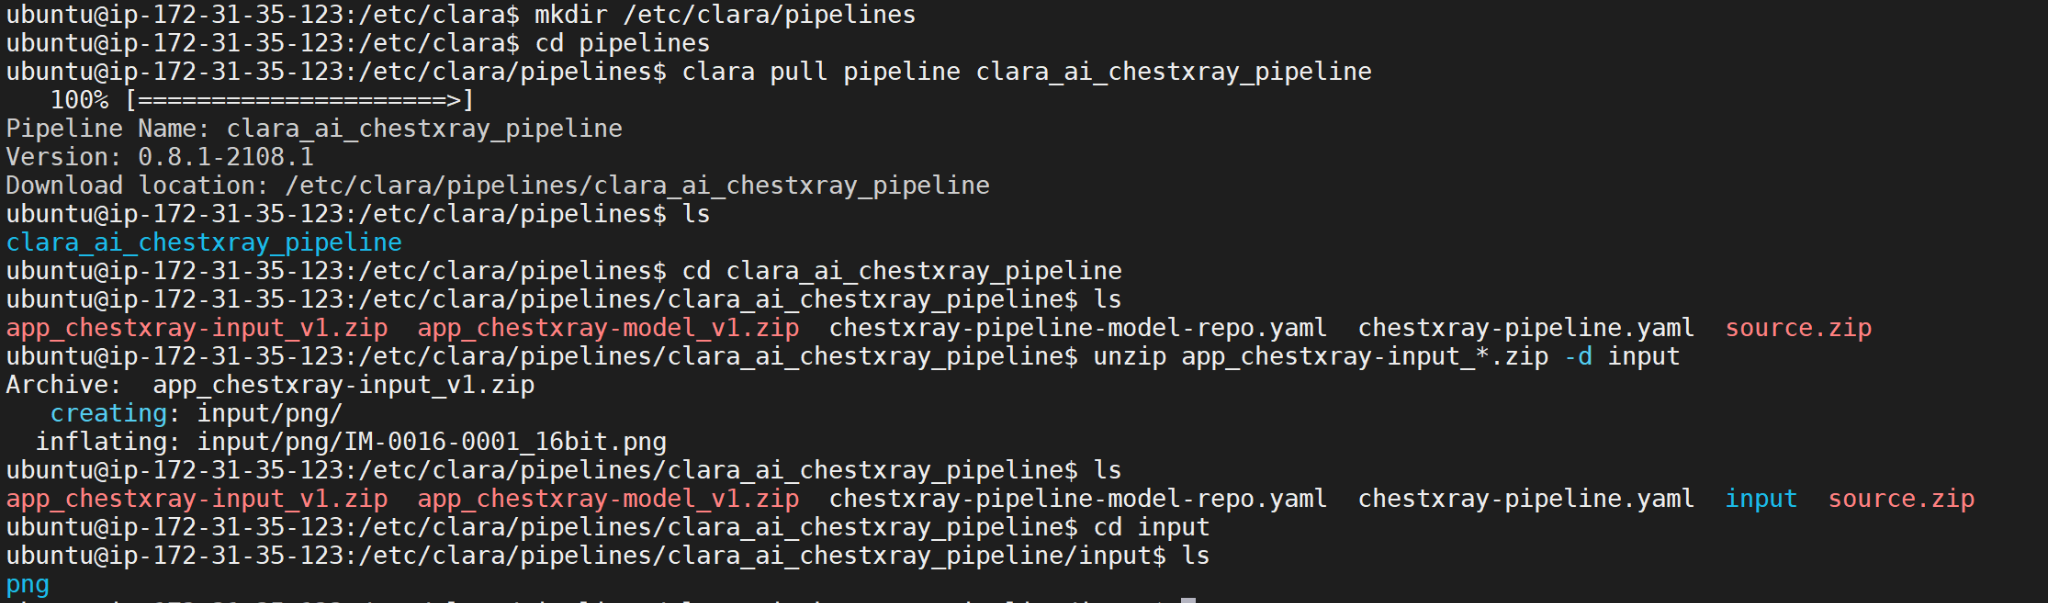 ubuntu@ip-172-31-35-123:/etc/clara$ mkdir /etc/clara/pipelines
ubuntu@ip-172-31-35-123:/etc/clara$ cd pipelines
ubuntu@ip-172-31-35-123:/etc/clara/pipelines$ clara pull pipeline clara_ai_chestxray_pipeline
   100% [=====================>]
Pipeline Name: clara_ai_chestxray_pipeline
Version: 0.8.1-2108.1
Download location: /etc/clara/pipelines/clara_ai_chestxray_pipeline
ubuntu@ip-172-31-35-123:/etc/clara/pipelines$ ls
clara_ai_chestxray_pipeline
ubuntu@ip-172-31-35-123:/etc/clara/pipelines$ cd clara_ai_chestxray_pipeline
ubuntu@ip-172-31-35-123:/etc/clara/pipelines/clara_ai_chestxray_pipeline$ ls
app_chestxray-input_v1.zip  app_chestxray-model_v1.zip  chestxray-pipeline-model-repo.yaml  chestxray-pipeline.yaml  source.zip
ubuntu@ip-172-31-35-123:/etc/clara/pipelines/clara_ai_chestxray_pipeline$ unzip app_chestxray-input_*.zip -d input
Archive:  app_chestxray-input_v1.zip
   creating: input/png/
  inflating: input/png/IM-0016-0001_16bit.png
ubuntu@ip-172-31-35-123:/etc/clara/pipelines/clara_ai_chestxray_pipeline$ ls
app_chestxray-input_v1.zip  app_chestxray-model_v1.zip  chestxray-pipeline-model-repo.yaml  chestxray-pipeline.yaml  input  source.zip
ubuntu@ip-172-31-35-123:/etc/clara/pipelines/clara_ai_chestxray_pipeline$ cd input
ubuntu@ip-172-31-35-123:/etc/clara/pipelines/clara_ai_chestxray_pipeline/input$ ls
png